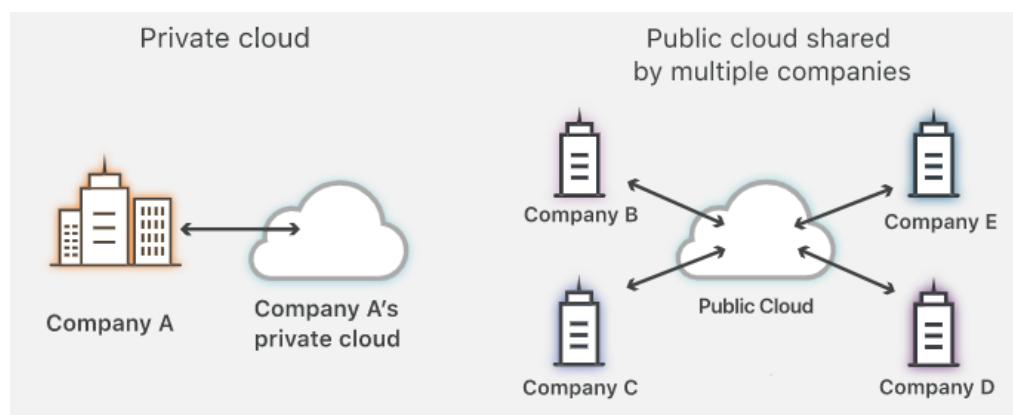 Private cloud
Company A
Company A's
private cloud
Public cloud shared
by multiple companies
Company B
Company E
Public Cloud
Company C
Company D